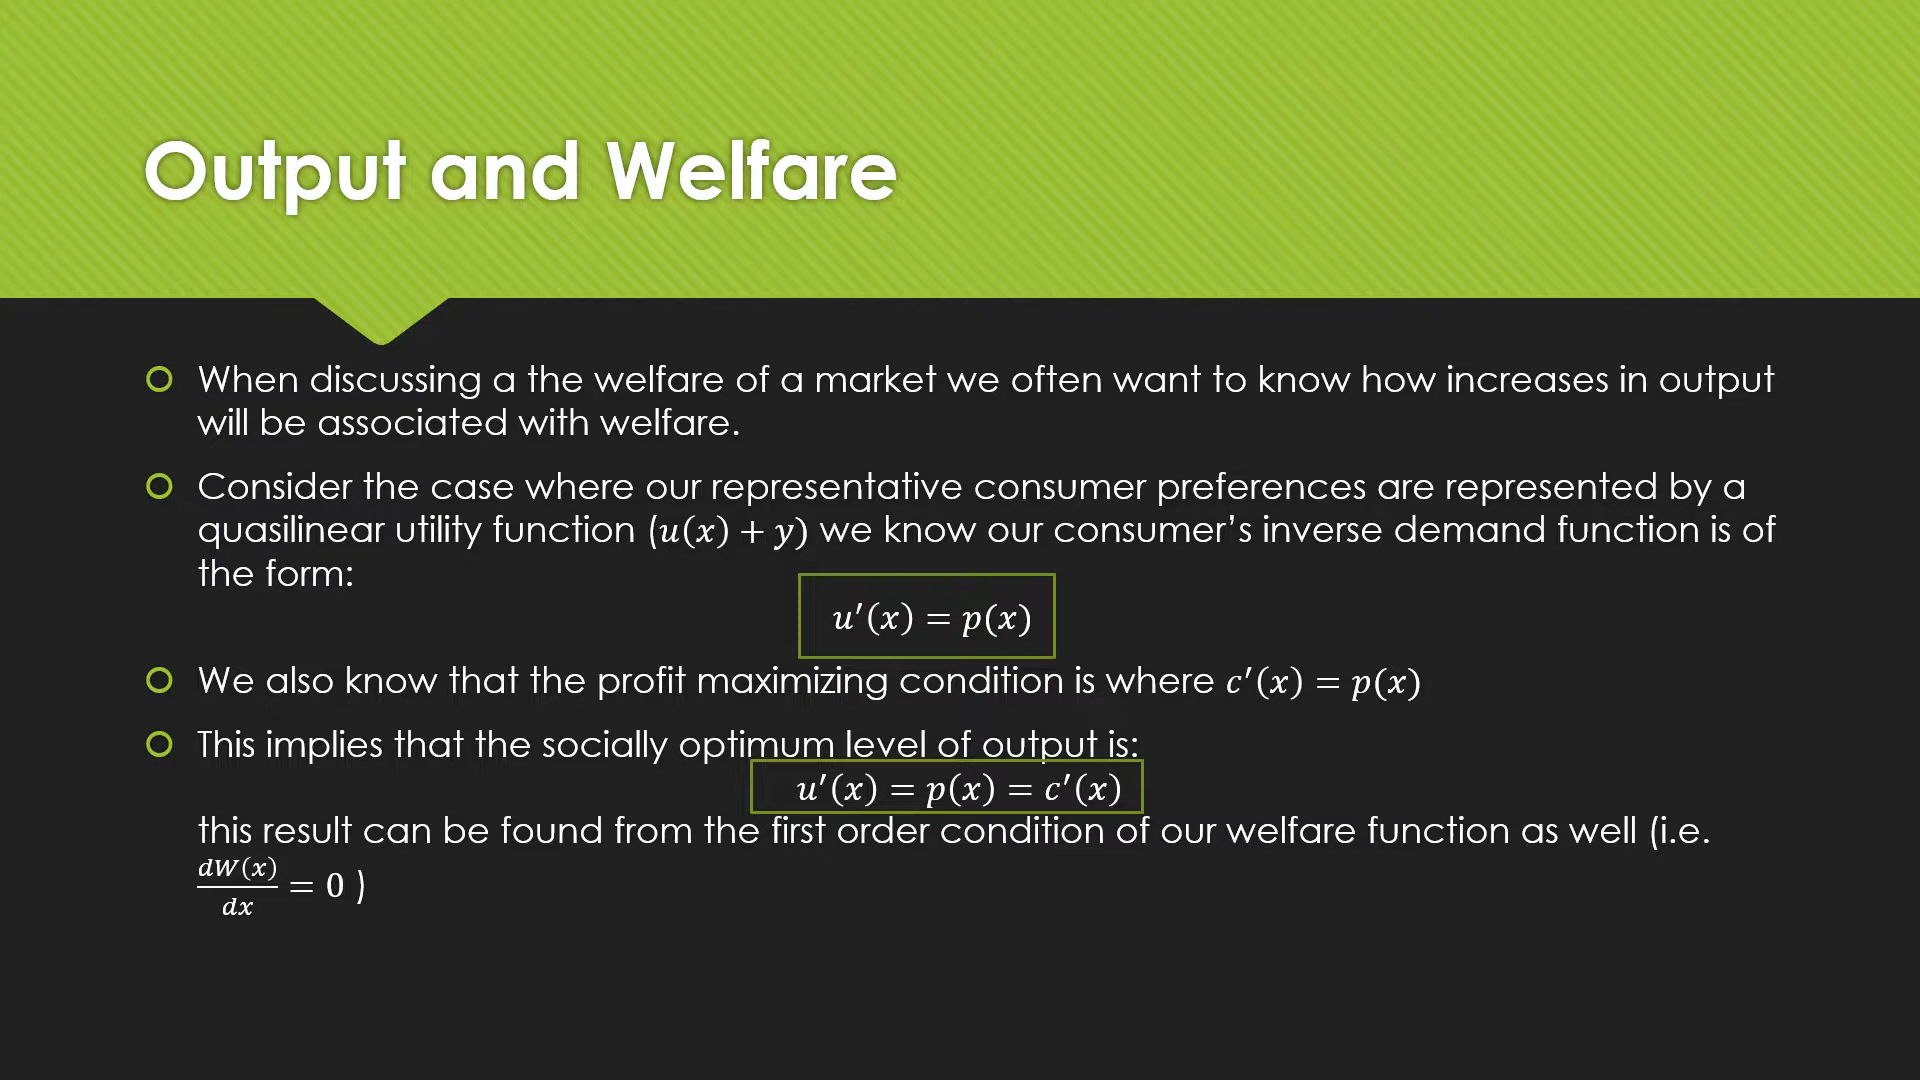 Output and Welfare
When discussing a the welfare of a market we often want to know how increases in output
will be associated with welfare.
Consider the case where our representative consumer preferences are represented by a
quasilinear utility function (u(x) + y) we know our consumer's inverse demand function is of
the form:
u′(x) = p(x)
We also know that the profit maximizing condition is where c′(x) = p(x)
This implies that the socially optimum level of output is:
u′(x) = p(x) = c′(x)
this result can be found from the first order condition of our welfare function as well (i.e.
dW(x)/dx = 0 )